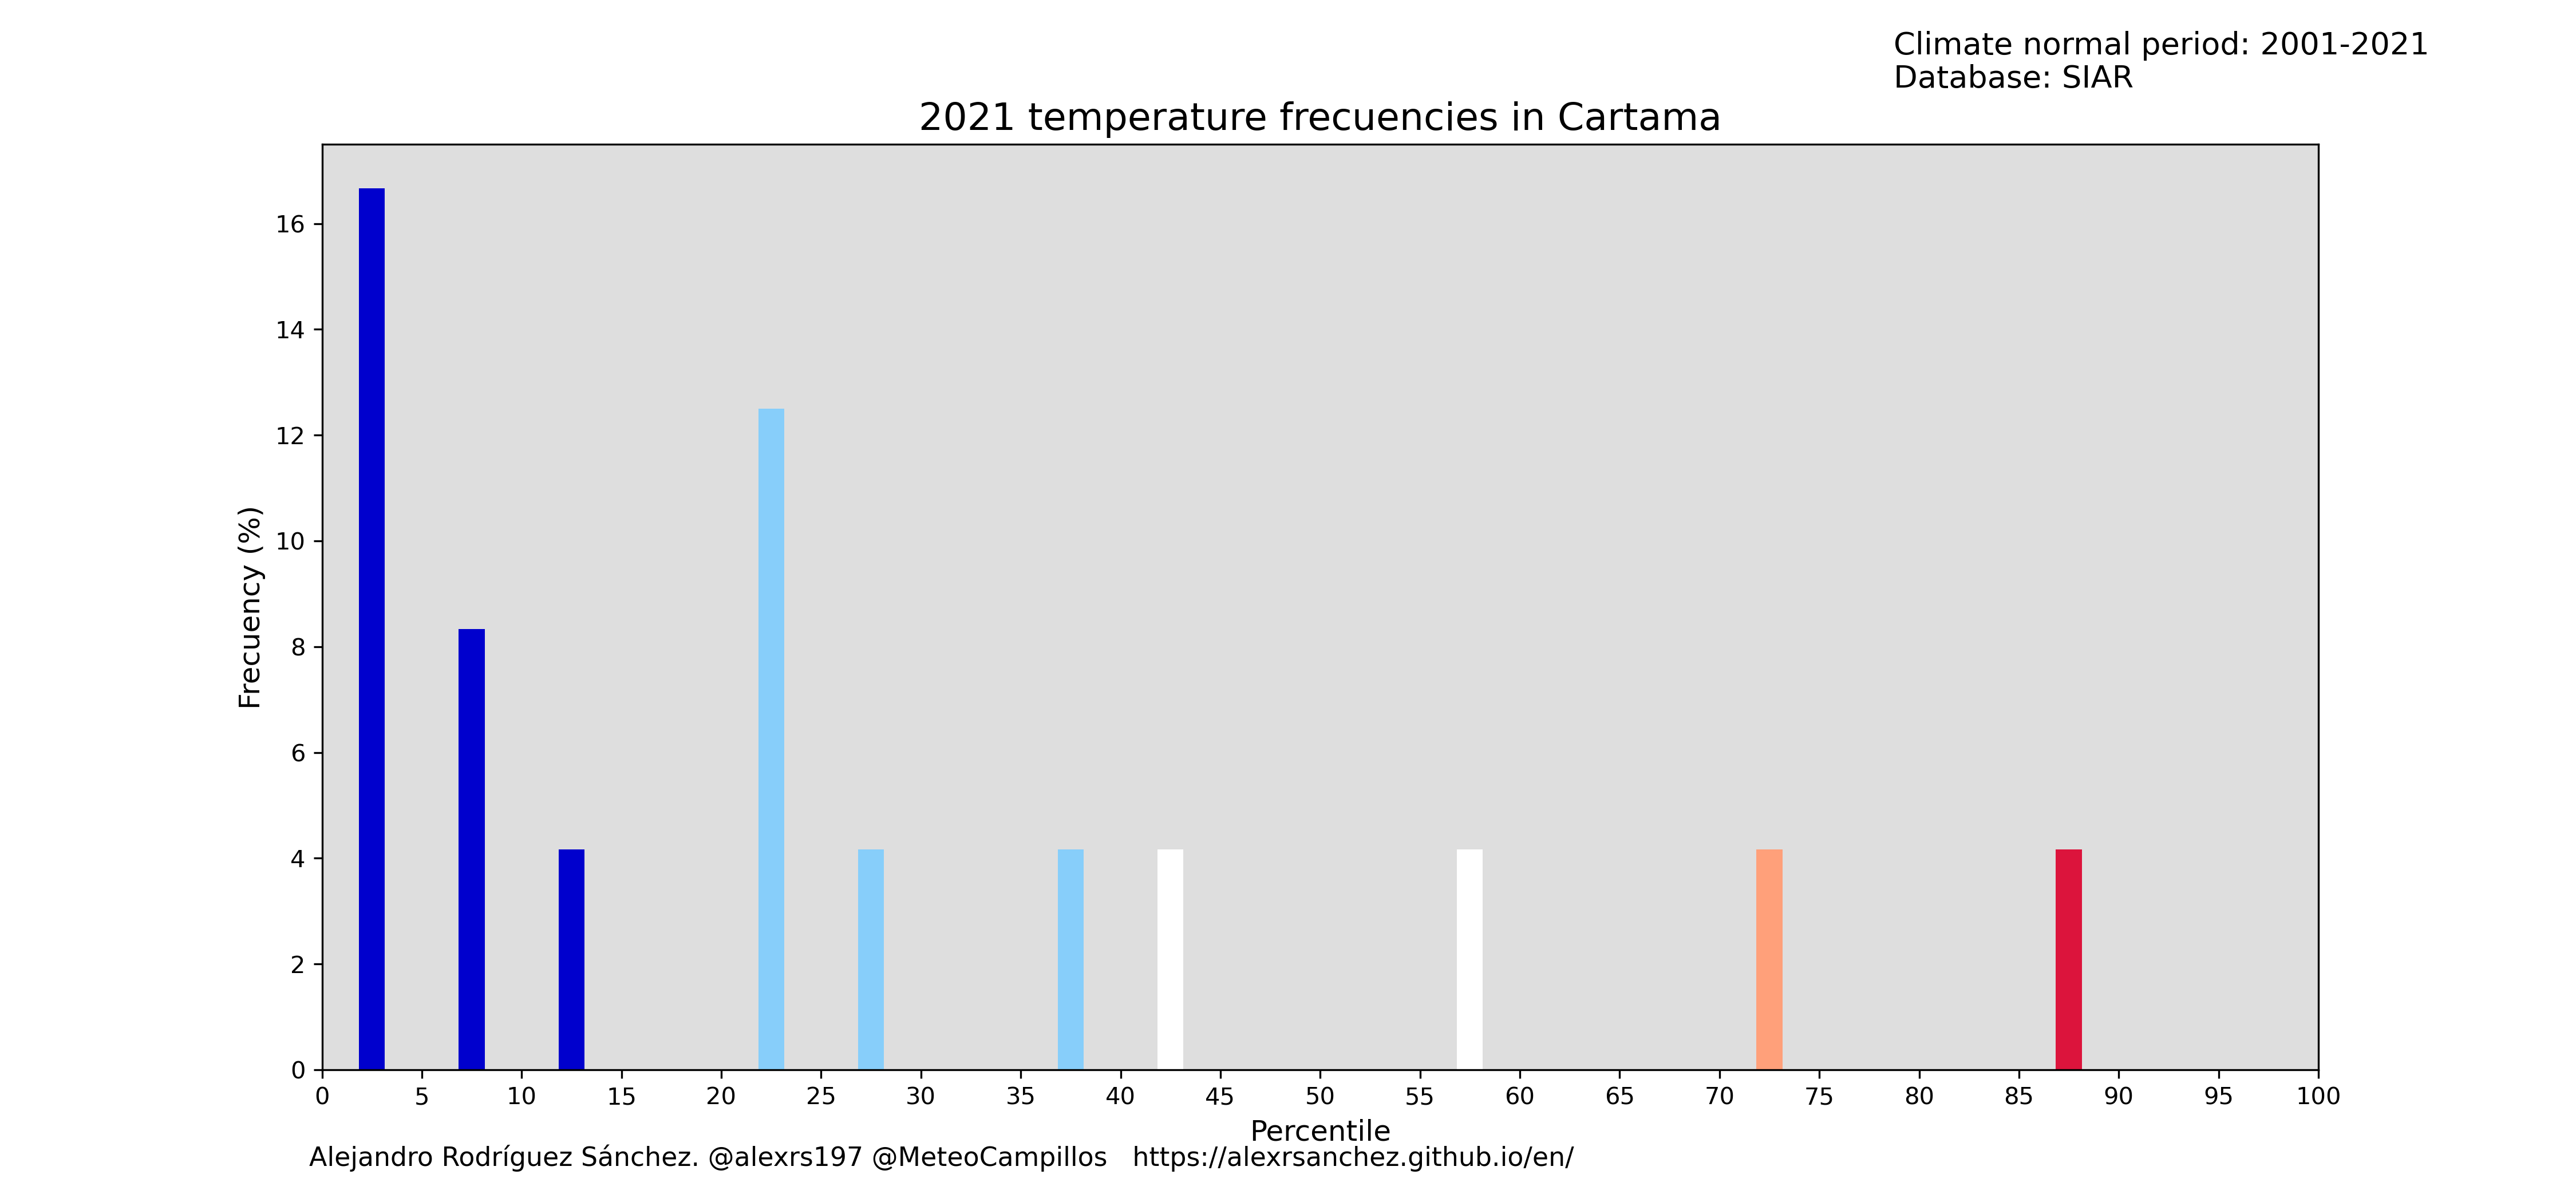 Climate normal period: 2001-2021
Database: SIAR
2021 temperature frecuencies in Cartama
Frecuency (%)
16
14
12
10
8
6
4
2
0
0 5 10 15 20 25 30 35 40 45 50 55 60 65 70 75 80 85 90 95 100
Percentile
Alejandro Rodríguez Sánchez. @alexrs197 @MeteoCampillos https://alexrsanchez.github.io/en/